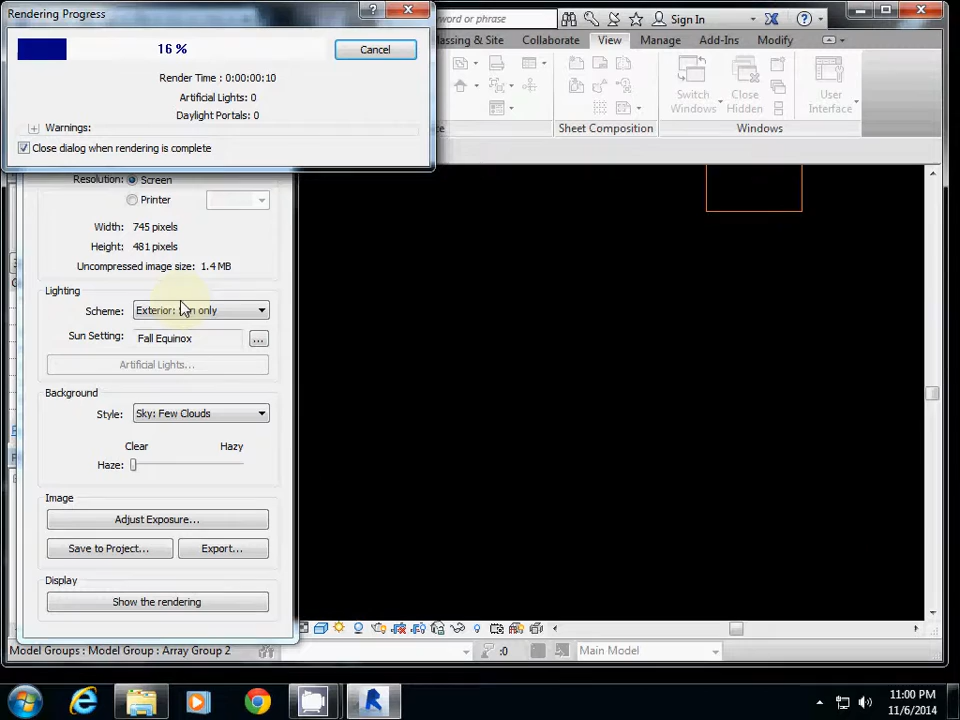 Rendering Progress
16 %
Cancel
Render Time : 0:00:00:10
Artificial Lights: 0
Daylight Portals: 0
Warnings:
Close dialog when rendering is complete
word or phrase
Sign In
Massing & Site
Collaborate
View
Manage
Add-Ins
Modify
Switch
Windows
Close
Hidden
User
Interface
Sheet Composition
Windows
Resolution:
Screen
Printer
Width: 745 pixels
Height: 481 pixels
Uncompressed image size: 1.4 MB
Lighting
Scheme: Exterior: Sun only
Sun Setting: Fall Equinox
...
Artificial Lights...
Background
Style: Sky: Few Clouds
Clear
Hazy
Haze:
Image
Adjust Exposure...
Save to Project...
Export...
Display
Show the rendering
Model Groups : Model Group : Array Group 2
:0
Main Model
11:00 PM
11/6/2014